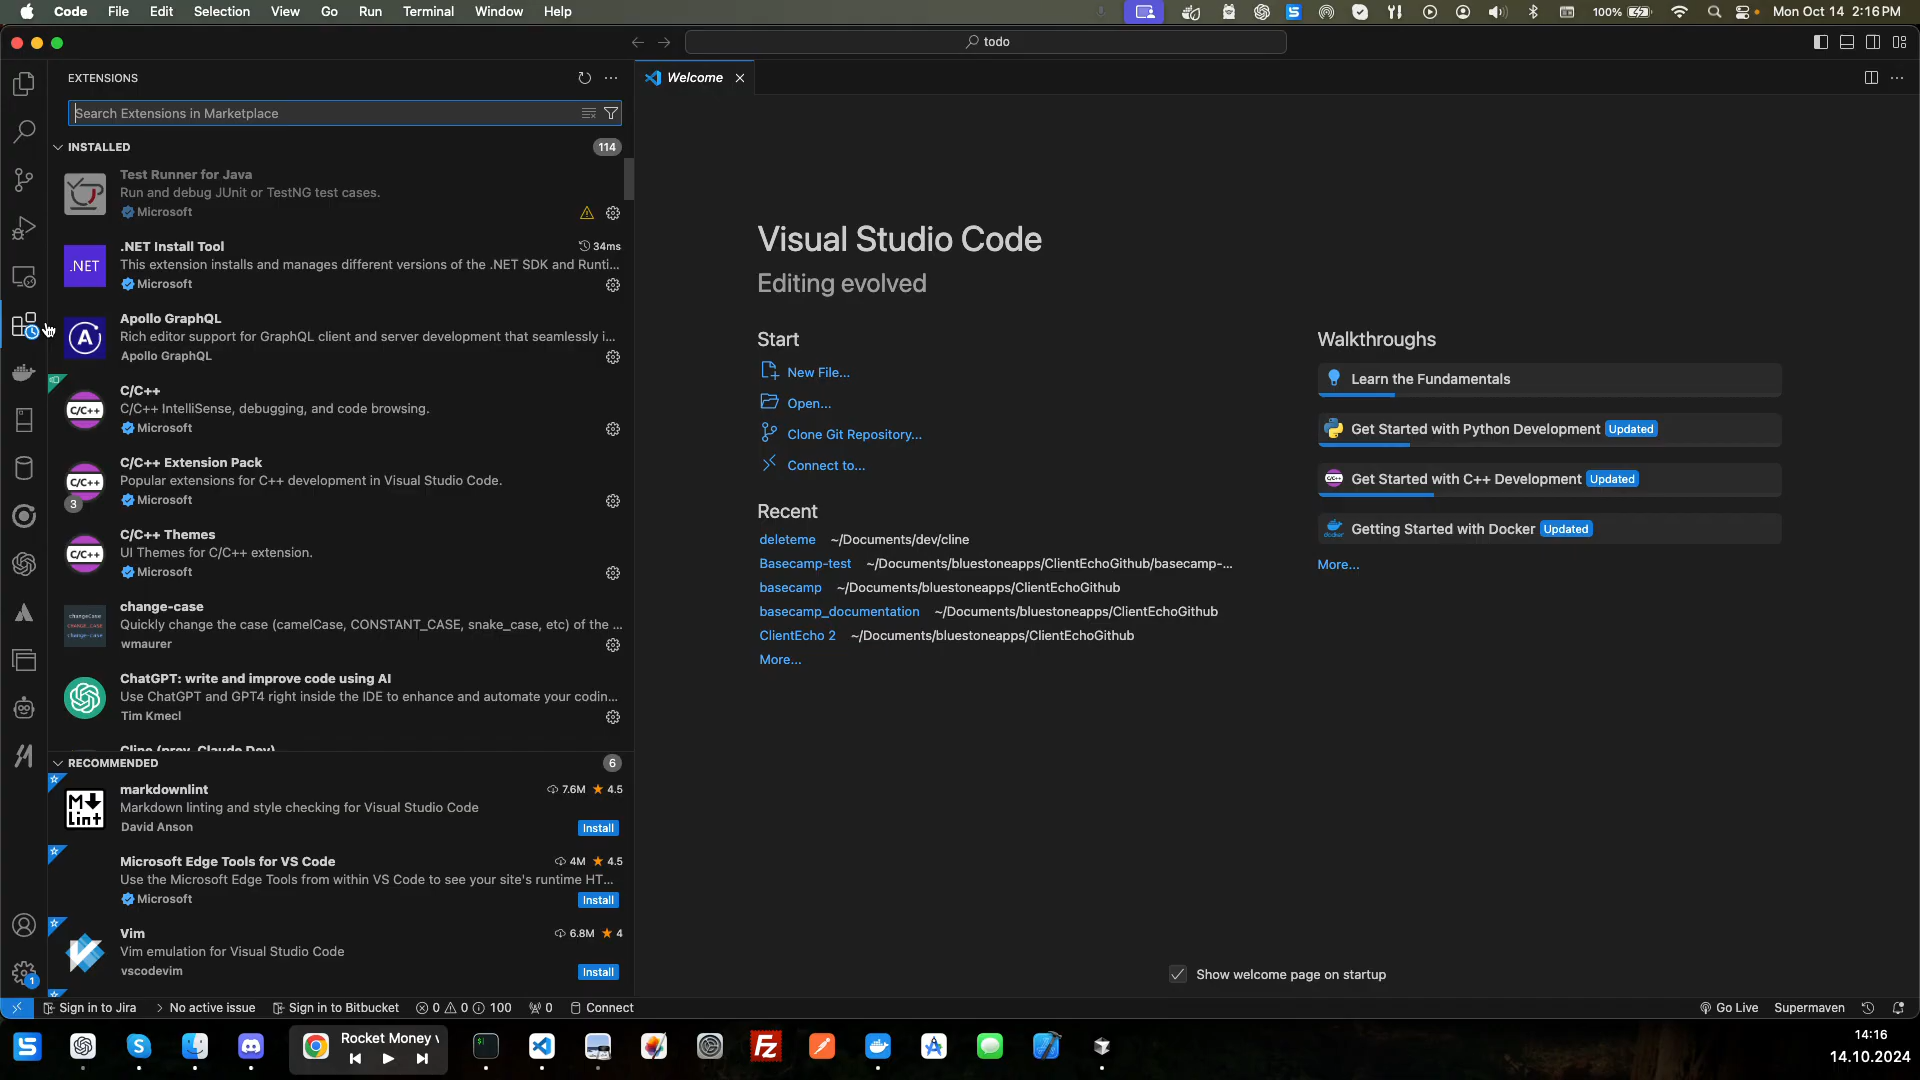 Code File Edit Selection View Go Run Terminal Window Help
100% Mon Oct 14 2:16 PM
todo
EXTENSIONS
Search Extensions in Marketplace
INSTALLED 114
Test Runner for Java
Run and debug JUnit or TestNG test cases.
Microsoft
.NET
.NET Install Tool 34ms
This extension installs and manages different versions of the .NET SDK and Runti...
Microsoft
Apollo GraphQL
Rich editor support for GraphQL client and server development that seamlessly i...
Apollo GraphQL
C/C++
C/C++
C/C++ IntelliSense, debugging, and code browsing.
Microsoft
C/C++
3
C/C++ Extension Pack
Popular extensions for C++ development in Visual Studio Code.
Microsoft
C/C++
C/C++ Themes
UI Themes for C/C++ extension.
Microsoft
changeCase
CHANGE_CASE
change-case
change-case
Quickly change the case (camelCase, CONSTANT_CASE, snake_case, etc) of the ...
wmaurer
ChatGPT: write and improve code using AI
Use ChatGPT and GPT4 right inside the IDE to enhance and automate your codin...
Tim Kmecl
Cline (prev. Claude Dev)
RECOMMENDED 6
M
Lint
markdownlint 7.6M 4.5
Markdown linting and style checking for Visual Studio Code
David Anson
Install
Microsoft Edge Tools for VS Code 4M 4.5
Use the Microsoft Edge Tools from within VS Code to see your site's runtime HT...
Microsoft
Install
Vim 6.8M 4
Vim emulation for Visual Studio Code
vscodevim
Install
1
Welcome
Visual Studio Code
Editing evolved
Start
New File...
Open...
Clone Git Repository...
Connect to...
Recent
deleteme ~/Documents/dev/cline
Basecamp-test ~/Documents/bluestoneapps/ClientEchoGithub/basecamp-...
basecamp ~/Documents/bluestoneapps/ClientEchoGithub
basecamp_documentation ~/Documents/bluestoneapps/ClientEchoGithub
ClientEcho 2 ~/Documents/bluestoneapps/ClientEchoGithub
More...
Walkthroughs
Learn the Fundamentals
Get Started with Python Development Updated
C/C++ Get Started with C++ Development Updated
Getting Started with Docker Updated
More...
Show welcome page on startup
Sign in to Jira No active issue Sign in to Bitbucket 0 0 100 0 Connect
Go Live Supermaven
Rocket Money v
Fz
14:16
14.10.2024